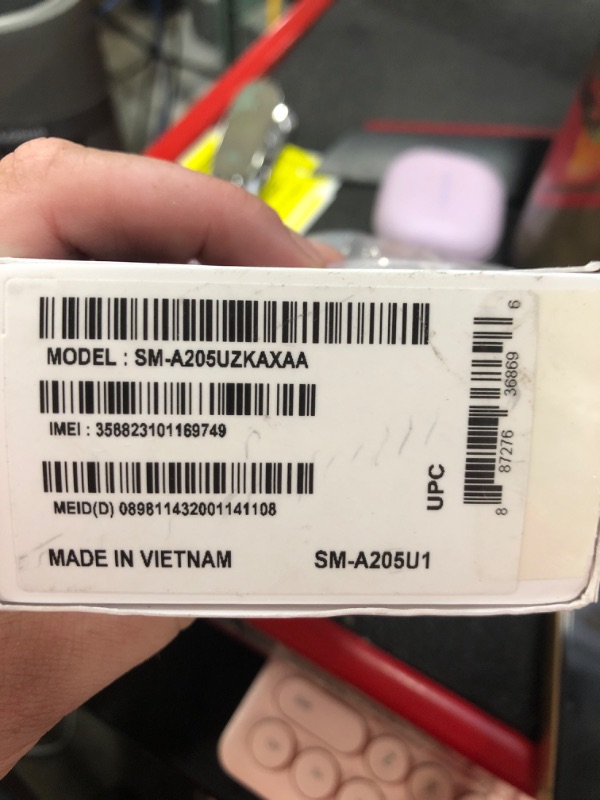 MODEL : SM-A205UZKAXAA
IMEI : 358823101169749
MEID(D) 089811432001141108
MADE IN VIETNAM
SM-A205U1
UPC
8 87276 36869 6